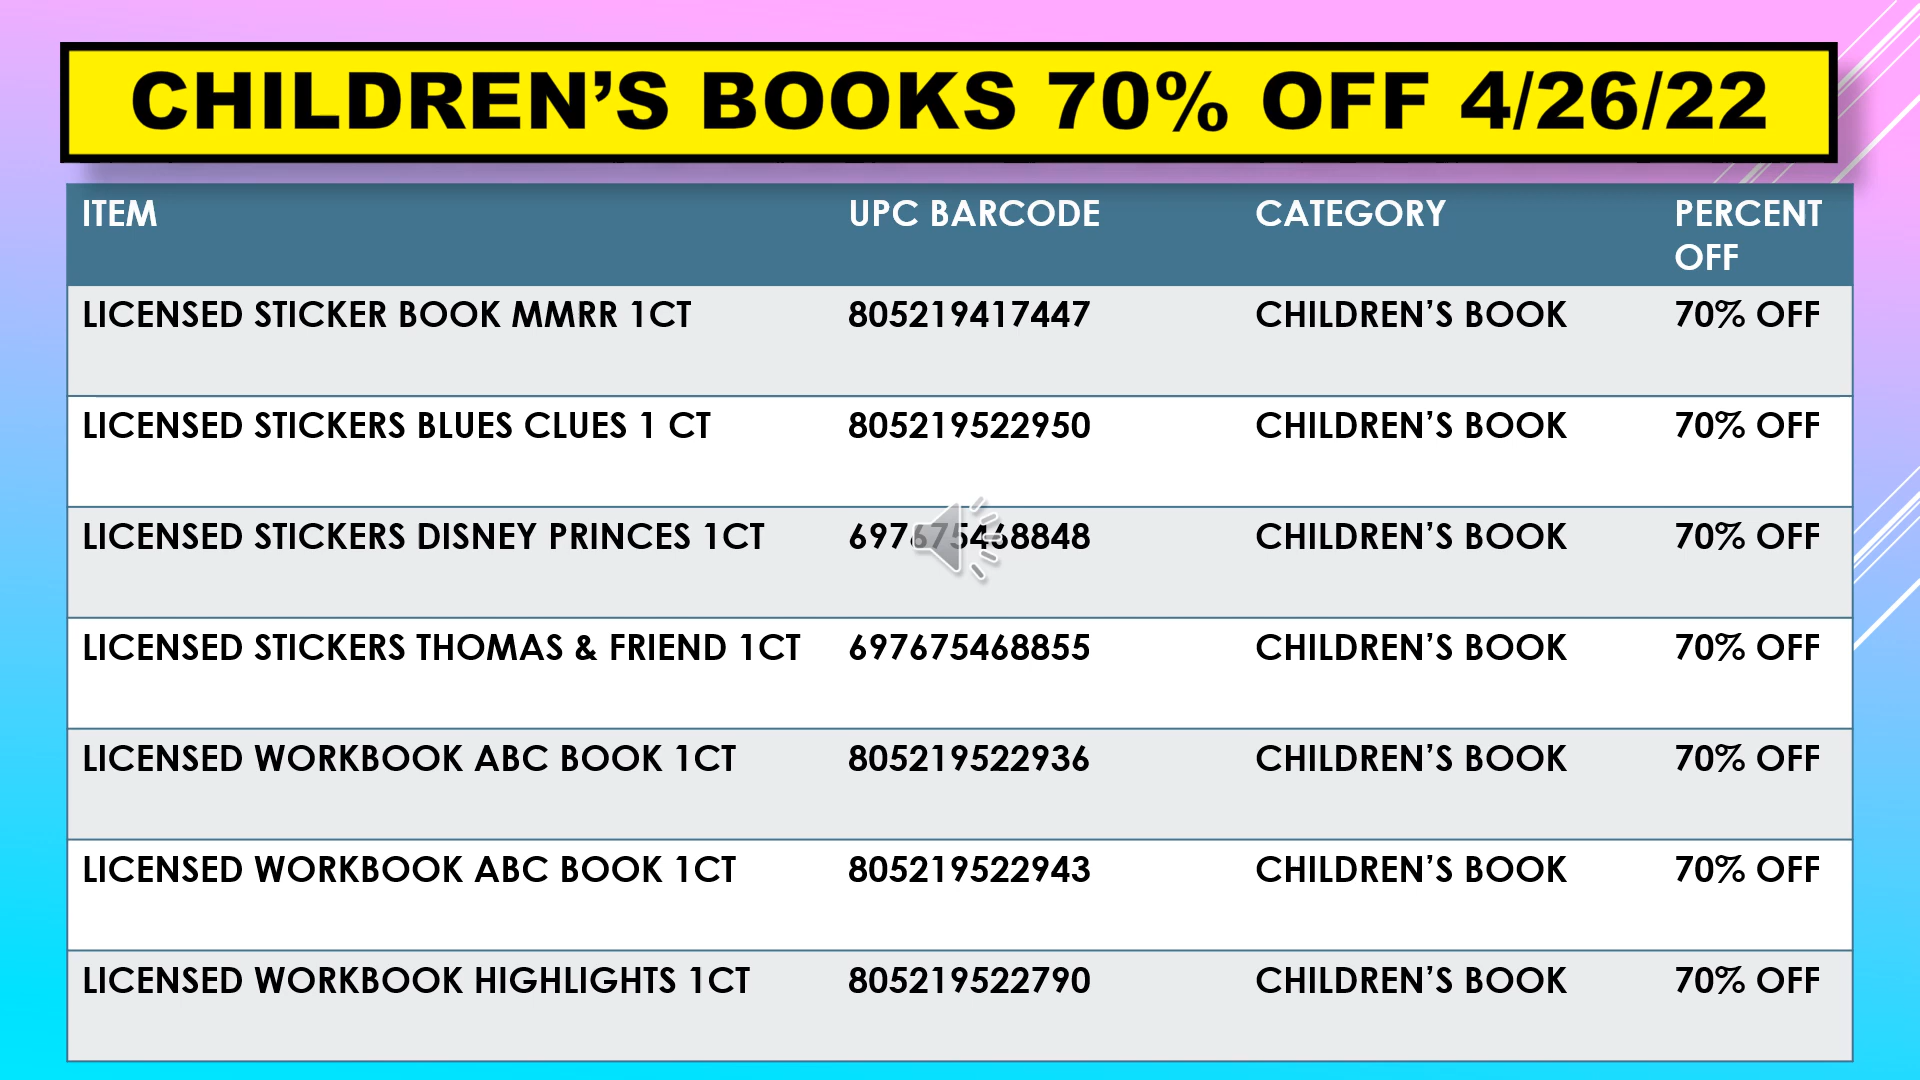 CHILDREN’S BOOKS 70% OFF 4/26/22
ITEM UPC BARCODE CATEGORY PERCENT OFF
LICENSED STICKER BOOK MMRR 1CT 805219417447 CHILDREN’S BOOK 70% OFF
LICENSED STICKERS BLUES CLUES 1 CT 805219522950 CHILDREN’S BOOK 70% OFF
LICENSED STICKERS DISNEY PRINCES 1CT 697675468848 CHILDREN’S BOOK 70% OFF
LICENSED STICKERS THOMAS & FRIEND 1CT 697675468855 CHILDREN’S BOOK 70% OFF
LICENSED WORKBOOK ABC BOOK 1CT 805219522936 CHILDREN’S BOOK 70% OFF
LICENSED WORKBOOK ABC BOOK 1CT 805219522943 CHILDREN’S BOOK 70% OFF
LICENSED WORKBOOK HIGHLIGHTS 1CT 805219522790 CHILDREN’S BOOK 70% OFF